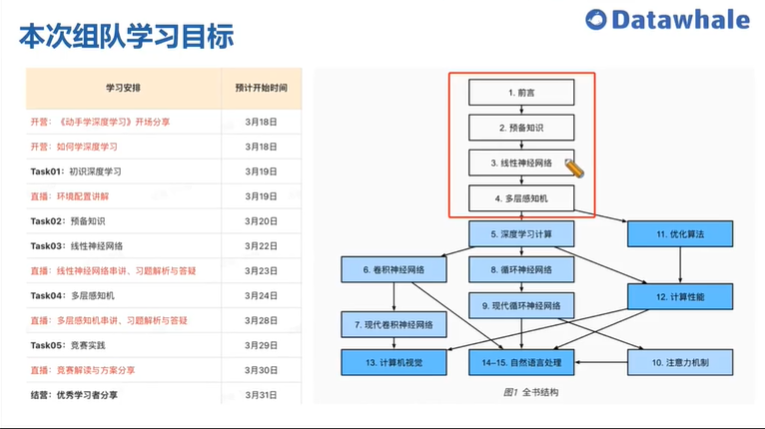 Datawhale
本次组队学习目标
学习安排 预计开始时间
开营：《动手学深度学习》开场分享 3月18日
开营：如何学深度学习 3月18日
Task01：初识深度学习 3月19日
直播：环境配置讲解 3月19日
Task02：预备知识 3月20日
Task03：线性神经网络 3月22日
直播：线性神经网络串讲、习题解析与答疑 3月23日
Task04：多层感知机 3月24日
直播：多层感知机串讲、习题解析与答疑 3月28日
Task05：竞赛实践 3月29日
直播：竞赛解读与方案分享 3月30日
结营：优秀学习者分享 3月31日
1. 前言
2. 预备知识
3. 线性神经网络
4. 多层感知机
5. 深度学习计算
11. 优化算法
6. 卷积神经网络
8. 循环神经网络
12. 计算性能
9. 现代循环神经网络
7. 现代卷积神经网络
13. 计算机视觉
14–15. 自然语言处理
10. 注意力机制
图1 全书结构